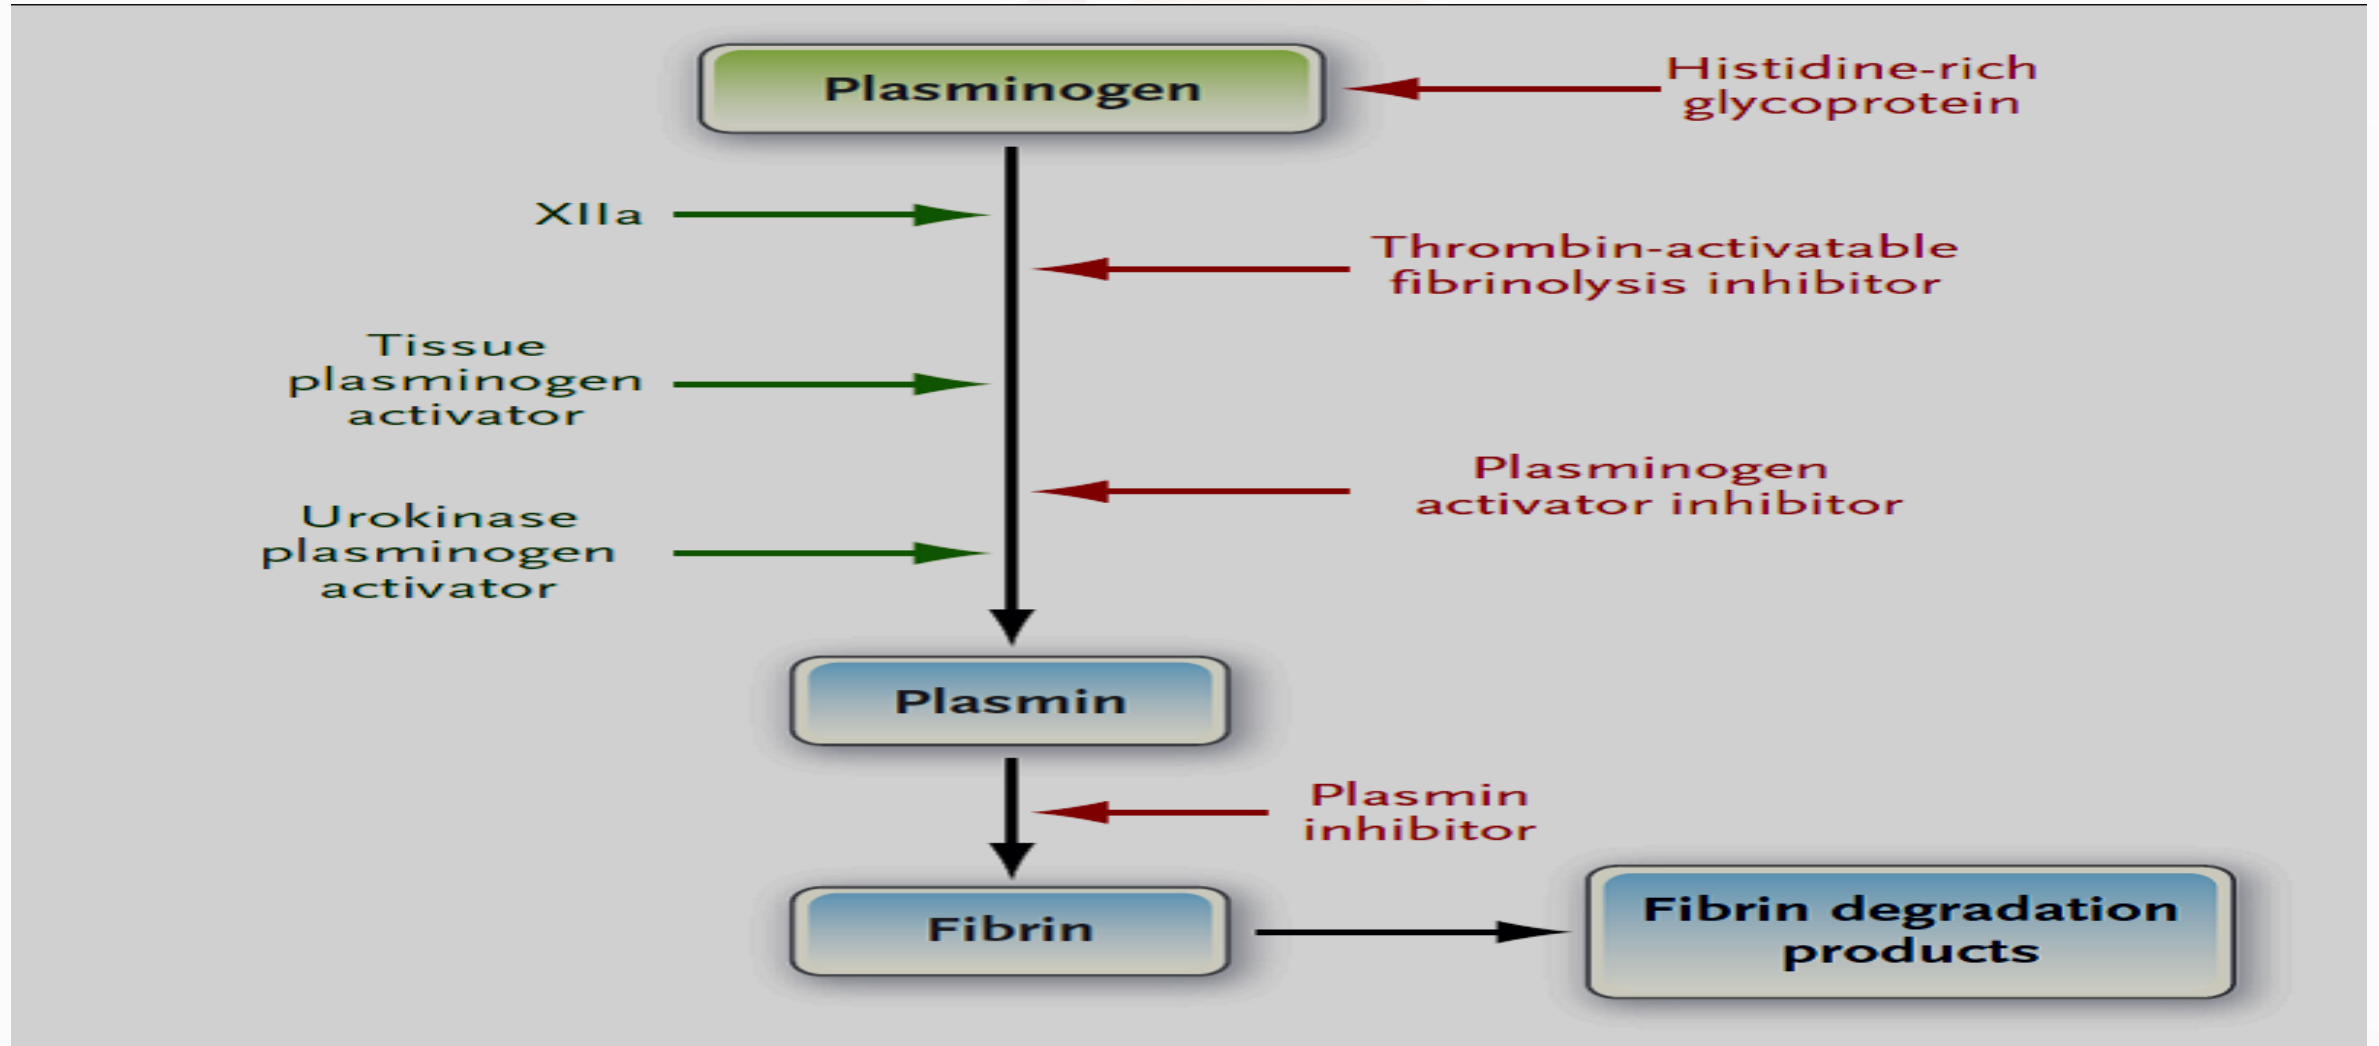 Plasminogen
Histidine-rich
glycoprotein
XIIa
Thrombin-activatable
fibrinolysis inhibitor
Tissue
plasminogen
activator
Plasminogen
activator inhibitor
Urokinase
plasminogen
activator
Plasmin
Plasmin
inhibitor
Fibrin
Fibrin degradation
products